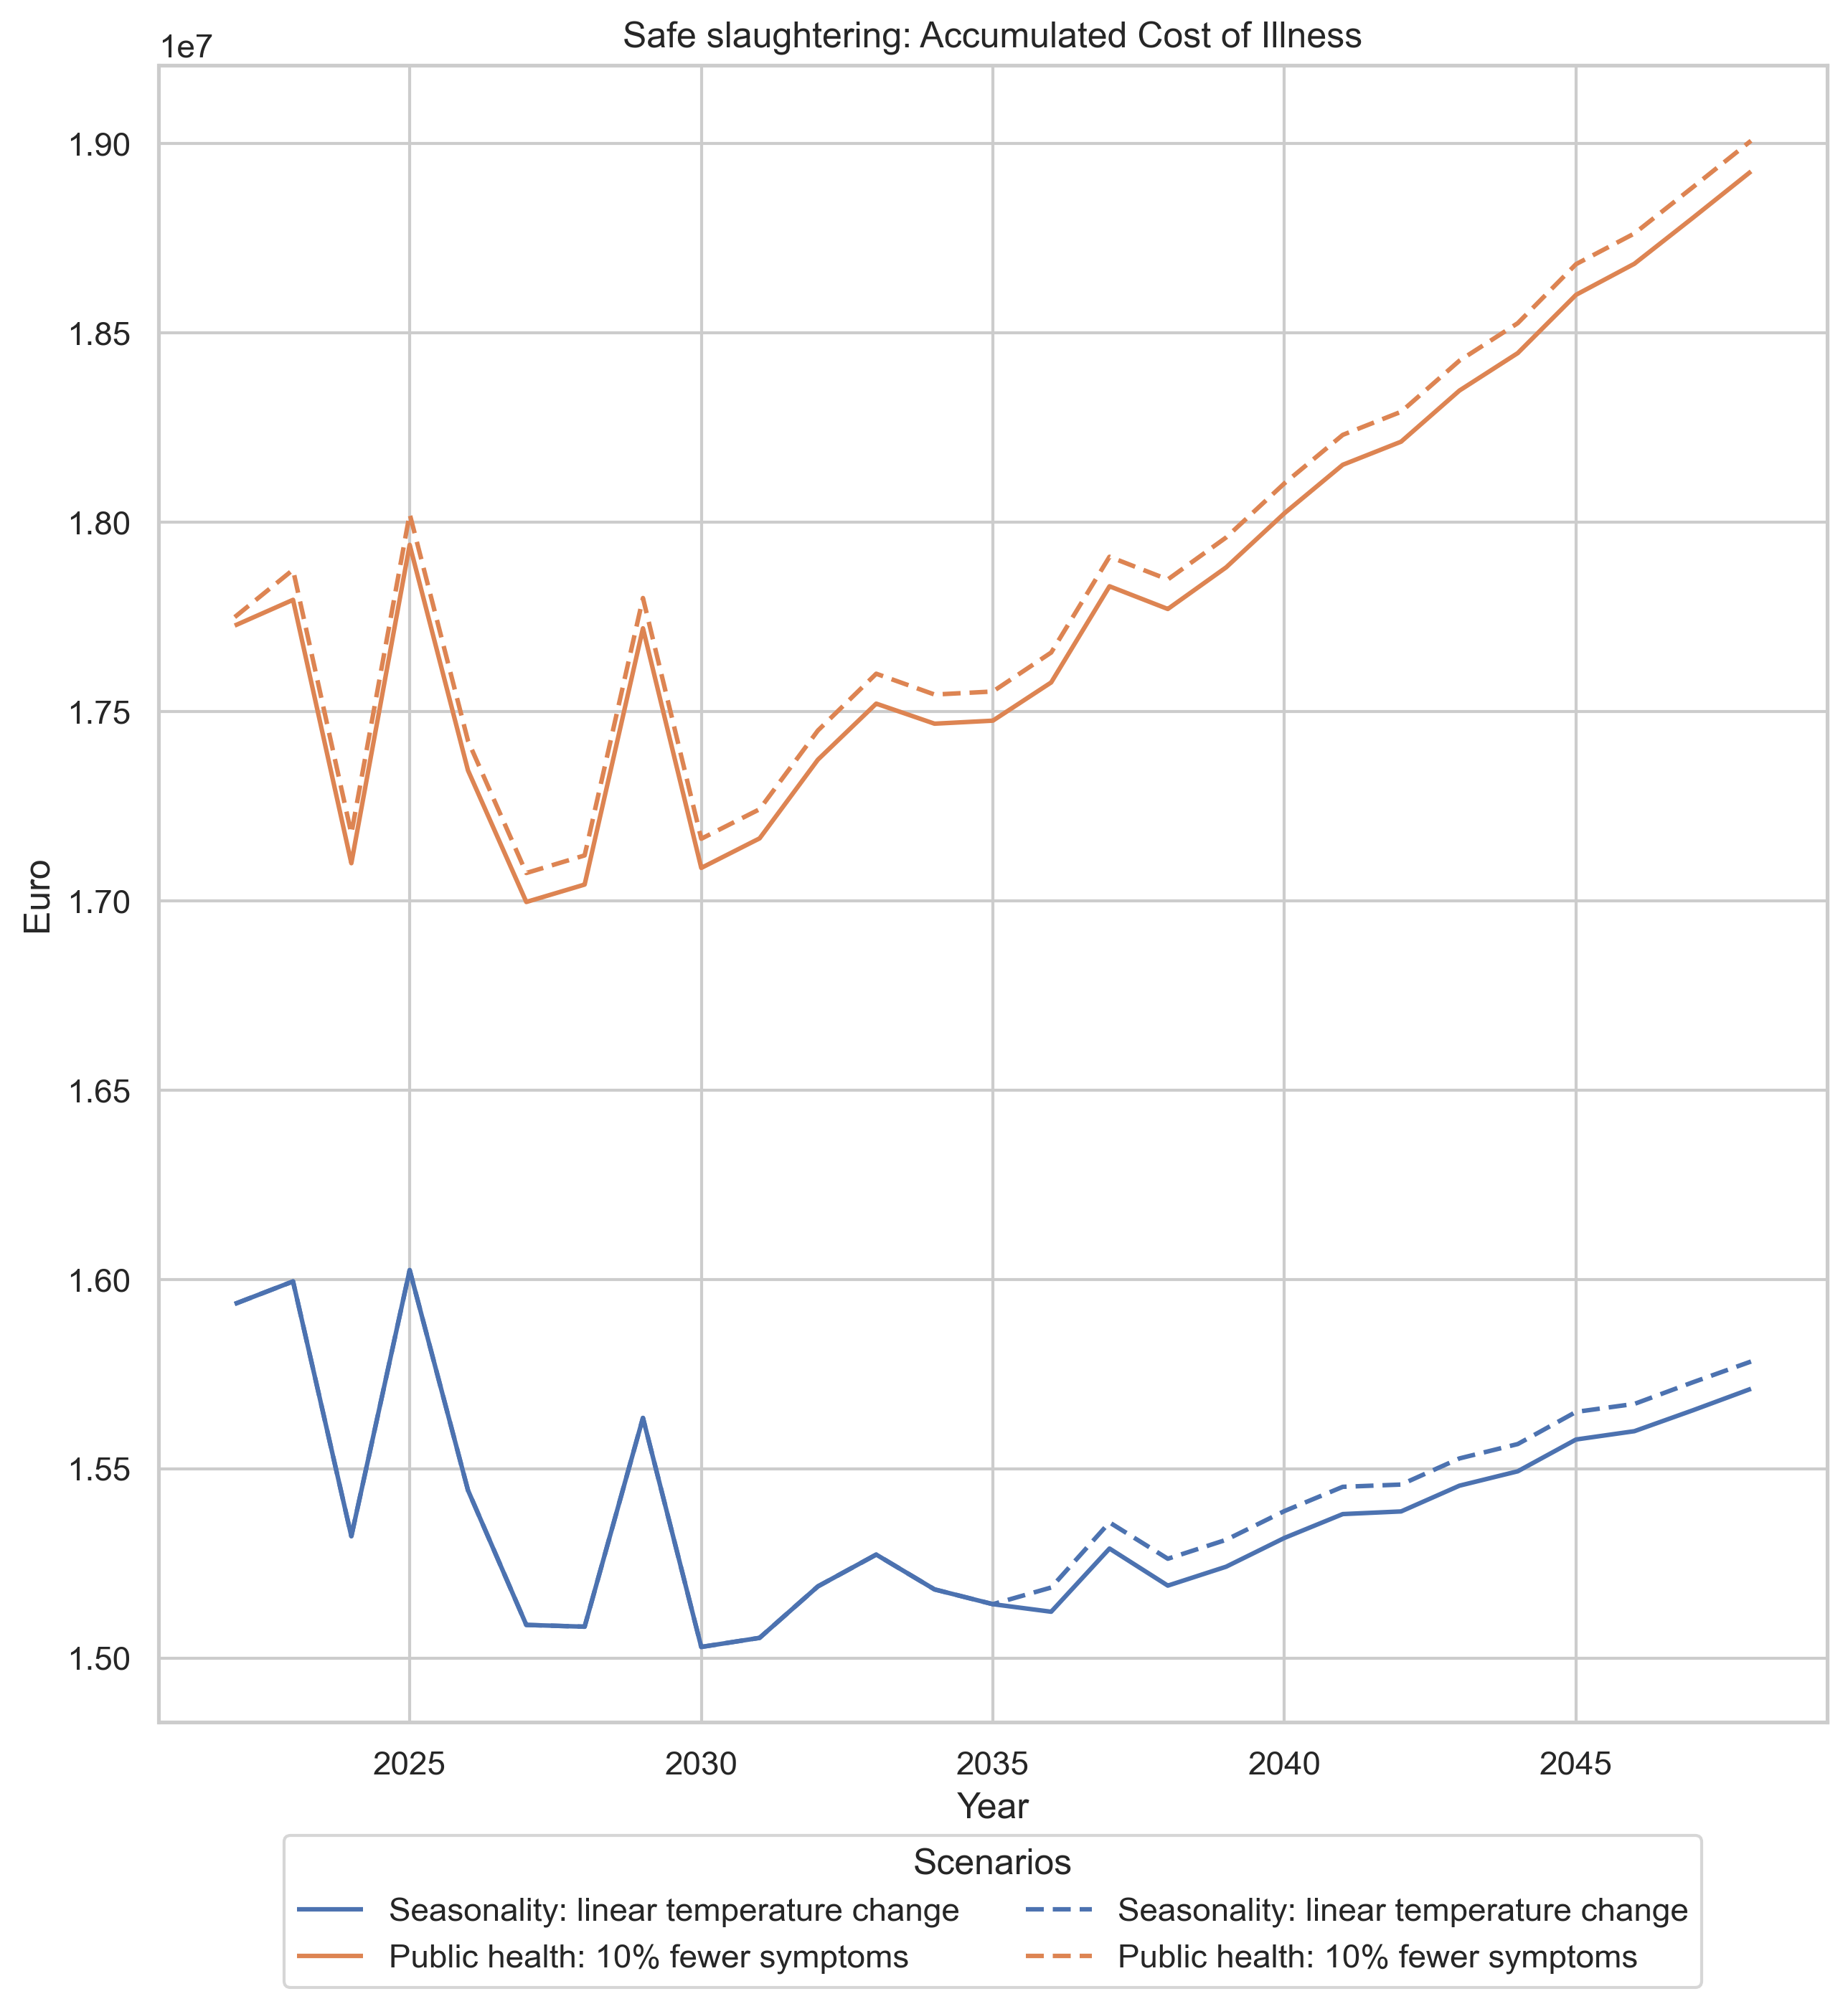 Safe slaughtering: Accumulated Cost of Illness
1e7
1.90
1.85
1.80
1.75
1.70
1.65
1.60
1.55
1.50
Euro
2025 2030 2035 2040 2045
Year
Scenarios
Seasonality: linear temperature change Seasonality: linear temperature change
Public health: 10% fewer symptoms Public health: 10% fewer symptoms